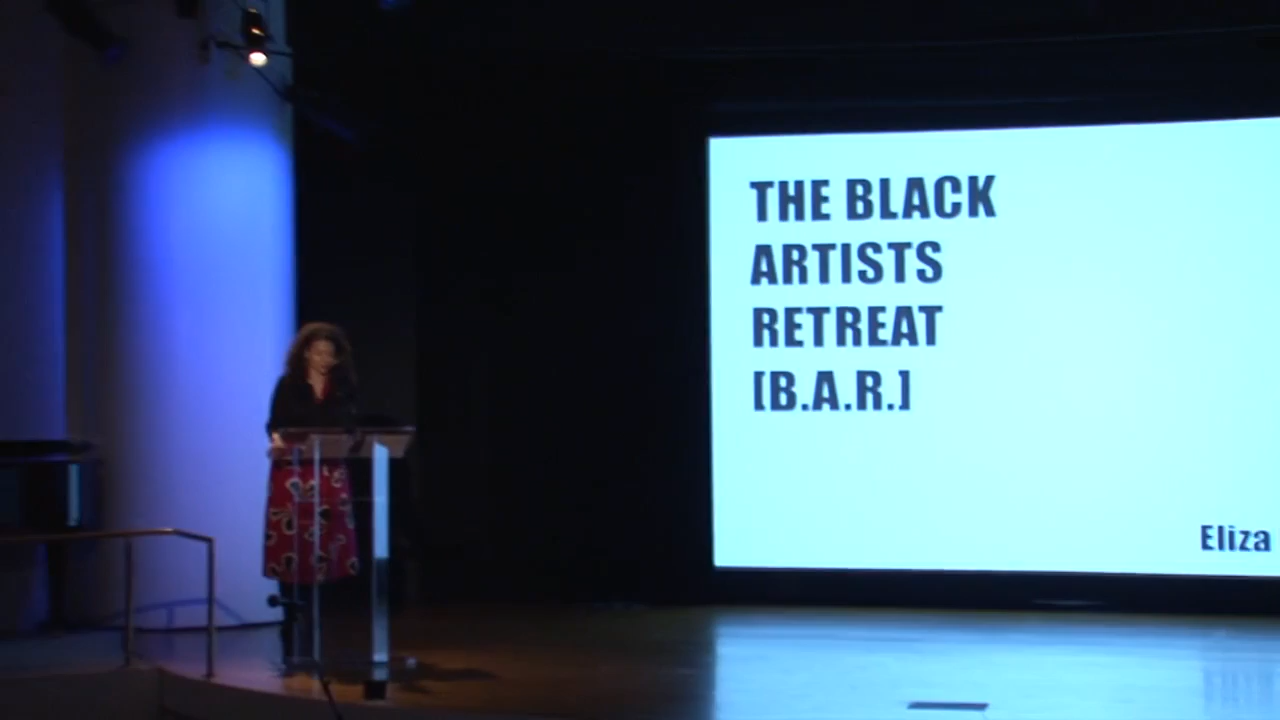 THE BLACK
ARTISTS
RETREAT
[B.A.R.]
Eliza